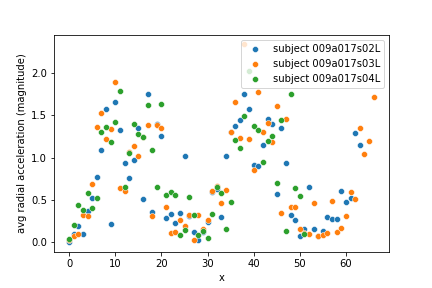 subject 009a017s02L
subject 009a017s03L
subject 009a017s04L
avg radial acceleration (magnitude)
2.0
1.5
1.0
0.5
0.0
0 10 20 30 40 50 60
x